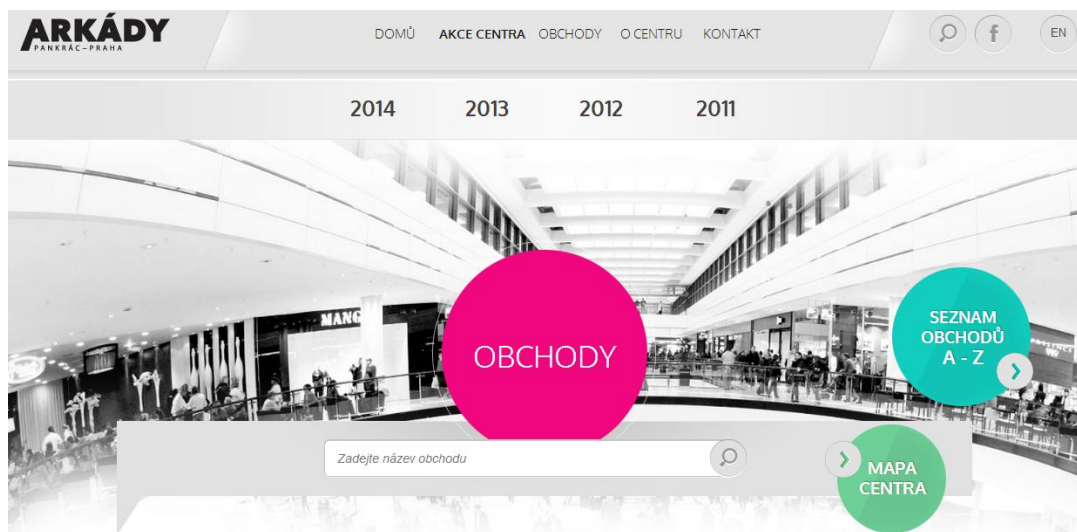 ARKÁDY
PANKRÁC-PRAHA
DOMŮ AKCE CENTRA OBCHODY O CENTRU KONTAKT
f
EN
2014 2013 2012 2011
MANG
OBCHODY
SEZNAM
OBCHODŮ
A - Z
Zadejte název obchodu
MAPA
CENTRA